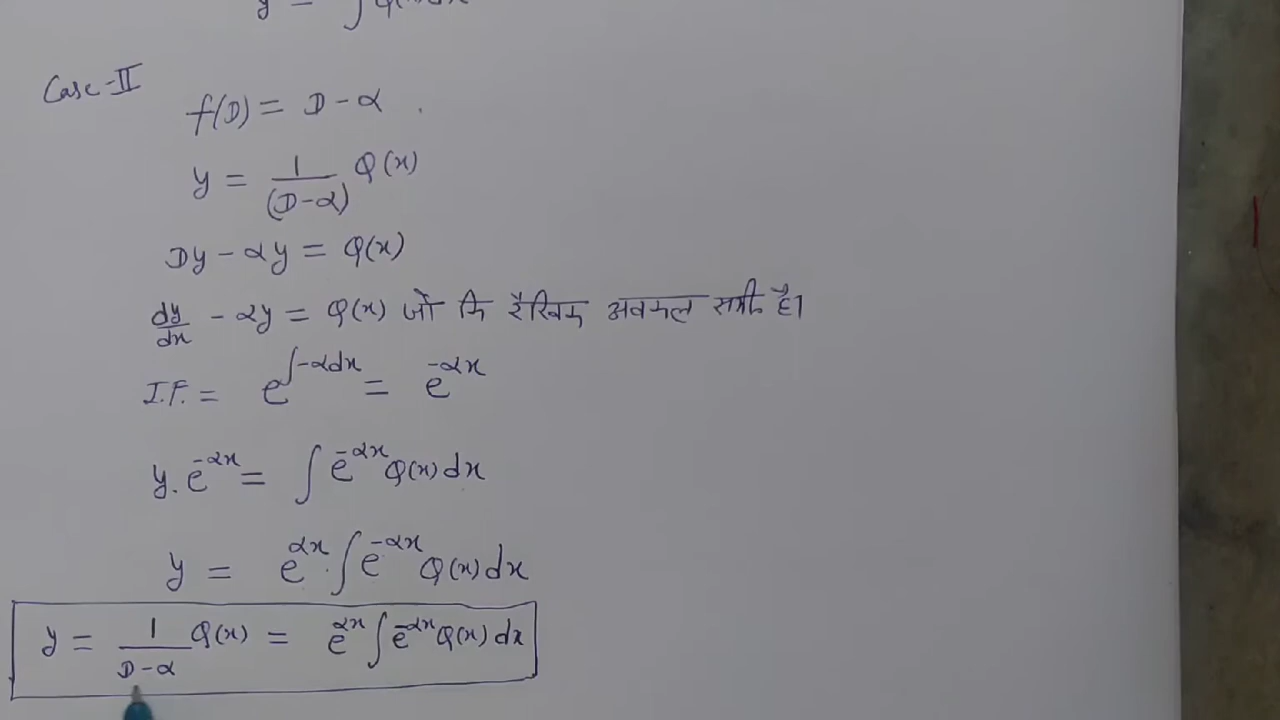 Case-II
f(D) = D - α .
y = 1/(D-α) Q(x)
Dy - αy = Q(x)
dy/dx - αy = Q(x) जो कि रैखिक अवकल समी है।
I.F. = e^∫-αdx = e^-αx
y. e^-αx = ∫ e^-αx Q(x) dx
y = e^αx . ∫ e^-αx Q(x) dx
y = 1/D-α Q(x) = e^αx ∫ e^-αx Q(x) dx